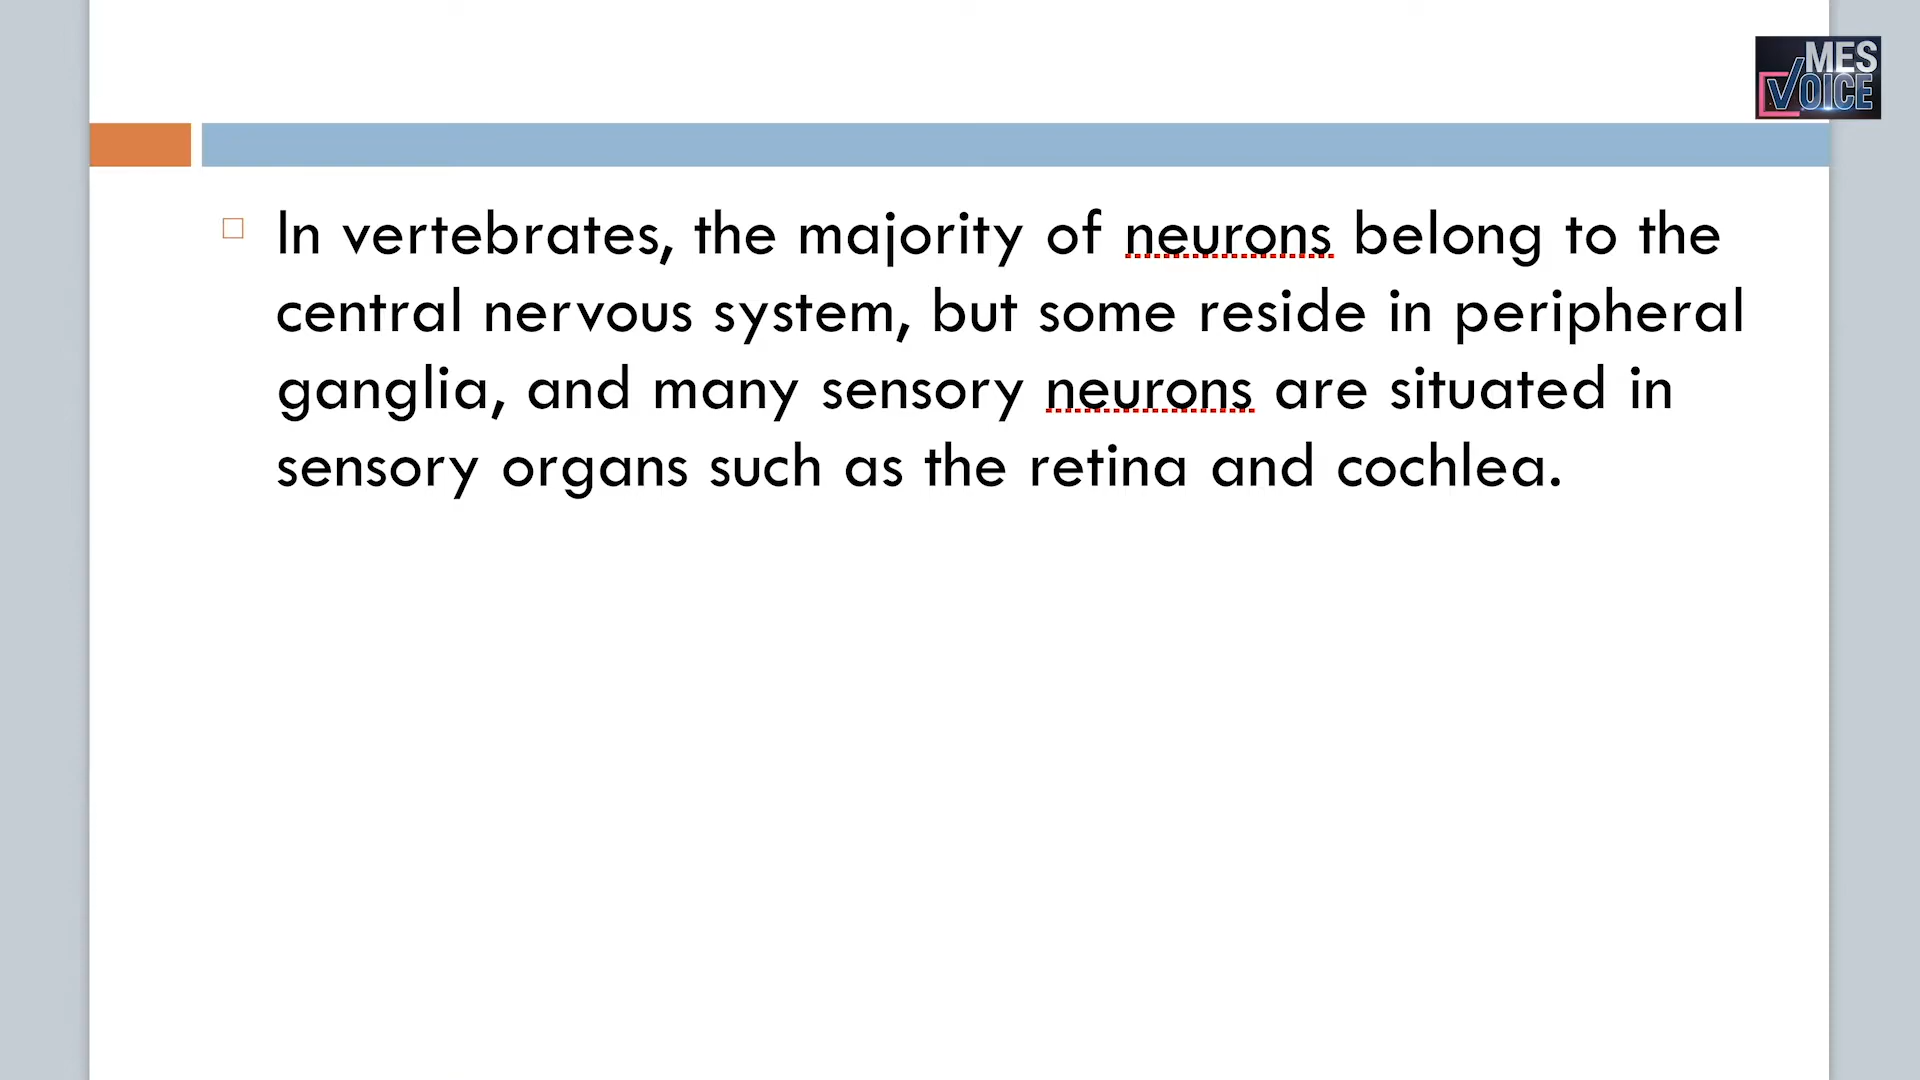 MES
VOICE
In vertebrates, the majority of neurons belong to the
central nervous system, but some reside in peripheral
ganglia, and many sensory neurons are situated in
sensory organs such as the retina and cochlea.